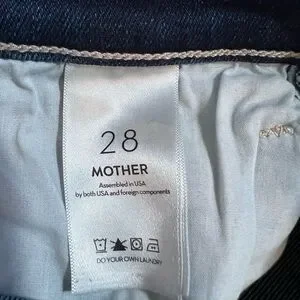 28
MOTHER
Assembled in USA
by both USA and foreign components
DO YOUR OWN LAUNDRY